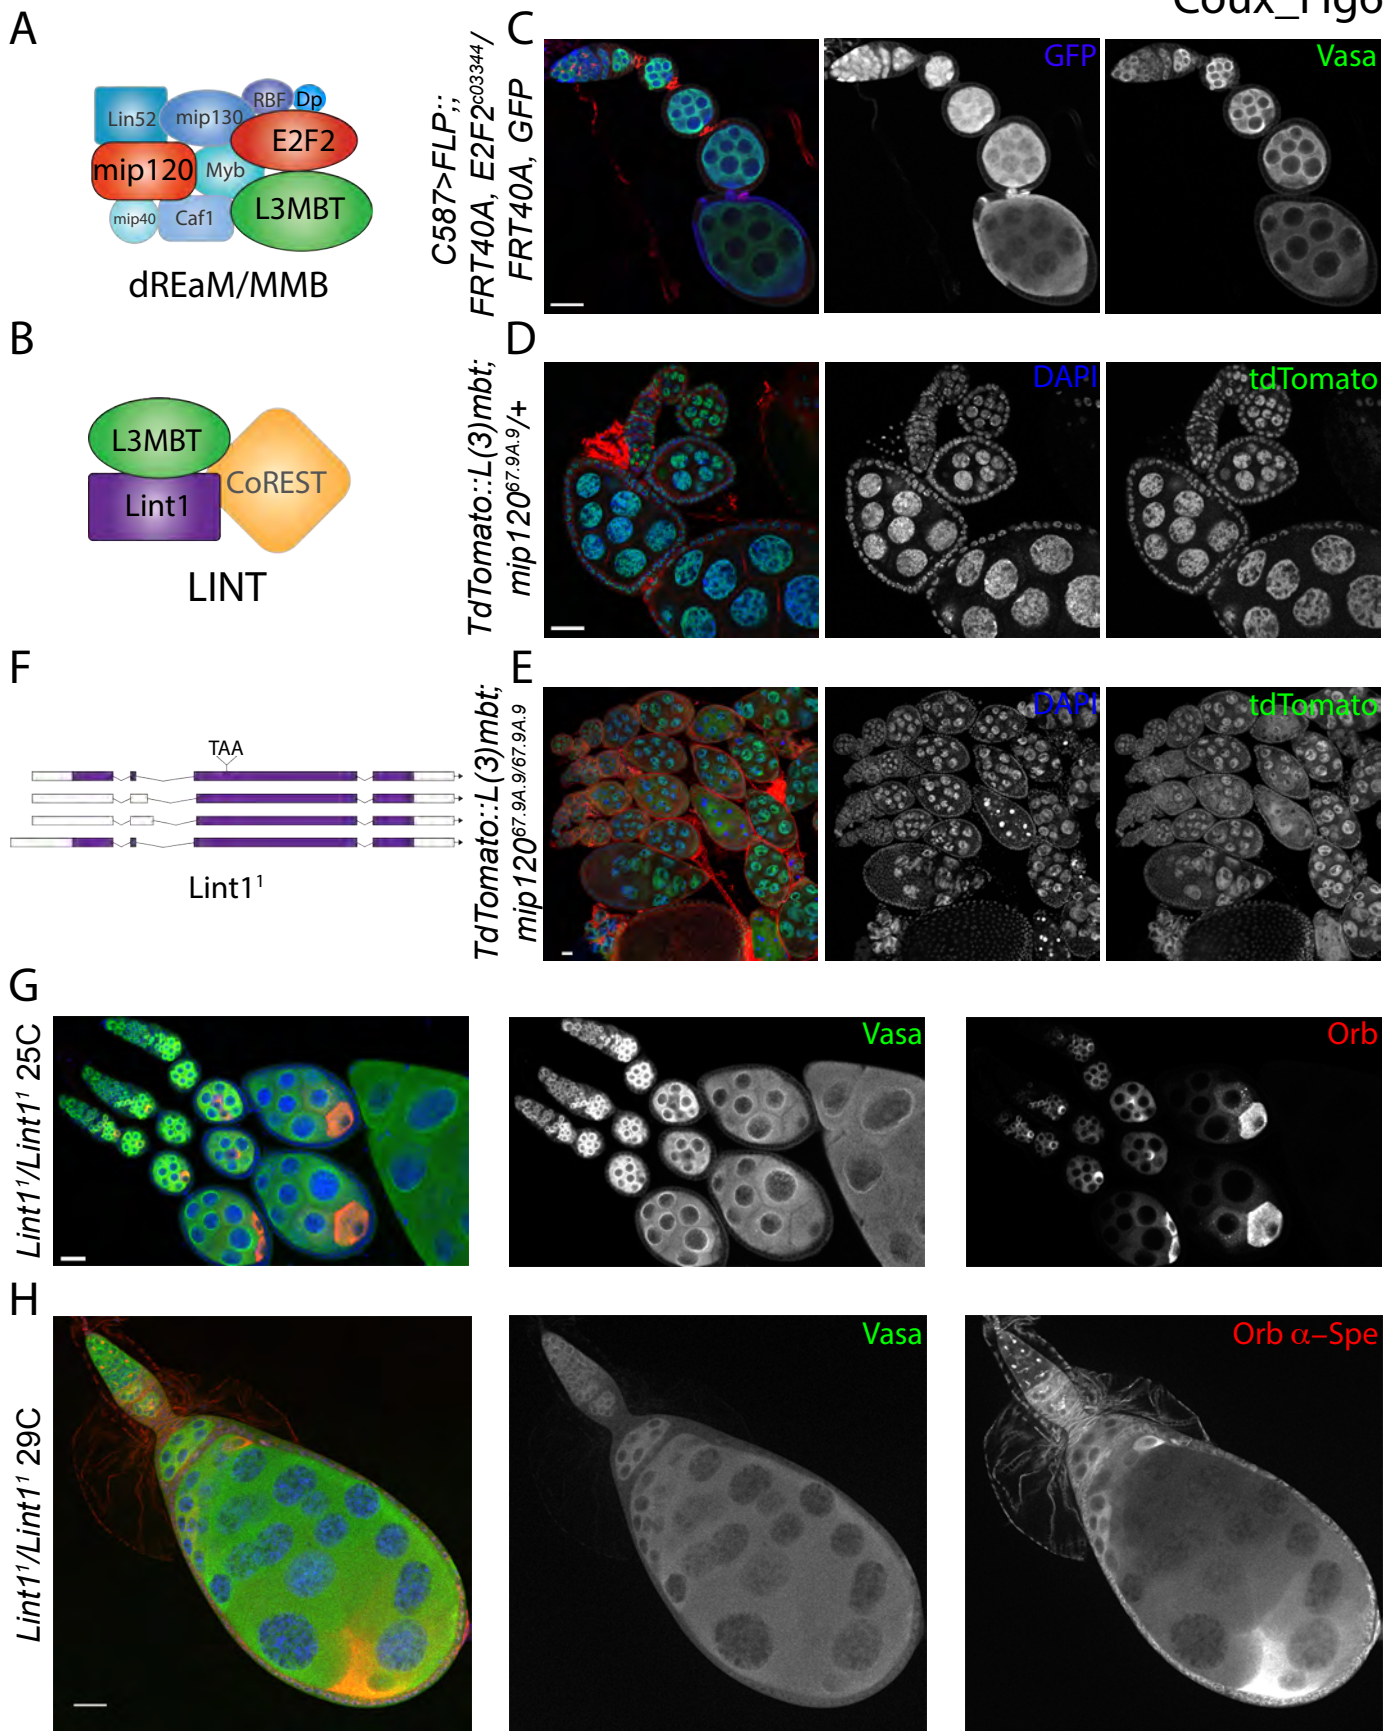 Coux_Fig6
A
Lin52
mip130
RBF
Dp
E2F2
mip120
Myb
L3MBT
mip40
Caf1
dREaM/MMB
B
L3MBT
Lint1
CoREST
LINT
C
C587>FLP;;
FRT40A, E2F2c03344/
FRT40A, GFP
GFP
Vasa
D
TdTomato::L(3)mbt;
mip12067.9A.9/+
DAPI
tdTomato
F
TAA
Lint11
E
TdTomato::L(3)mbt;
mip12067.9A.9/67.9A.9
DAPI
tdTomato
G
Lint11/Lint11 25C
Vasa
Orb
H
Lint11/Lint11 29C
Vasa
Orb α–Spe